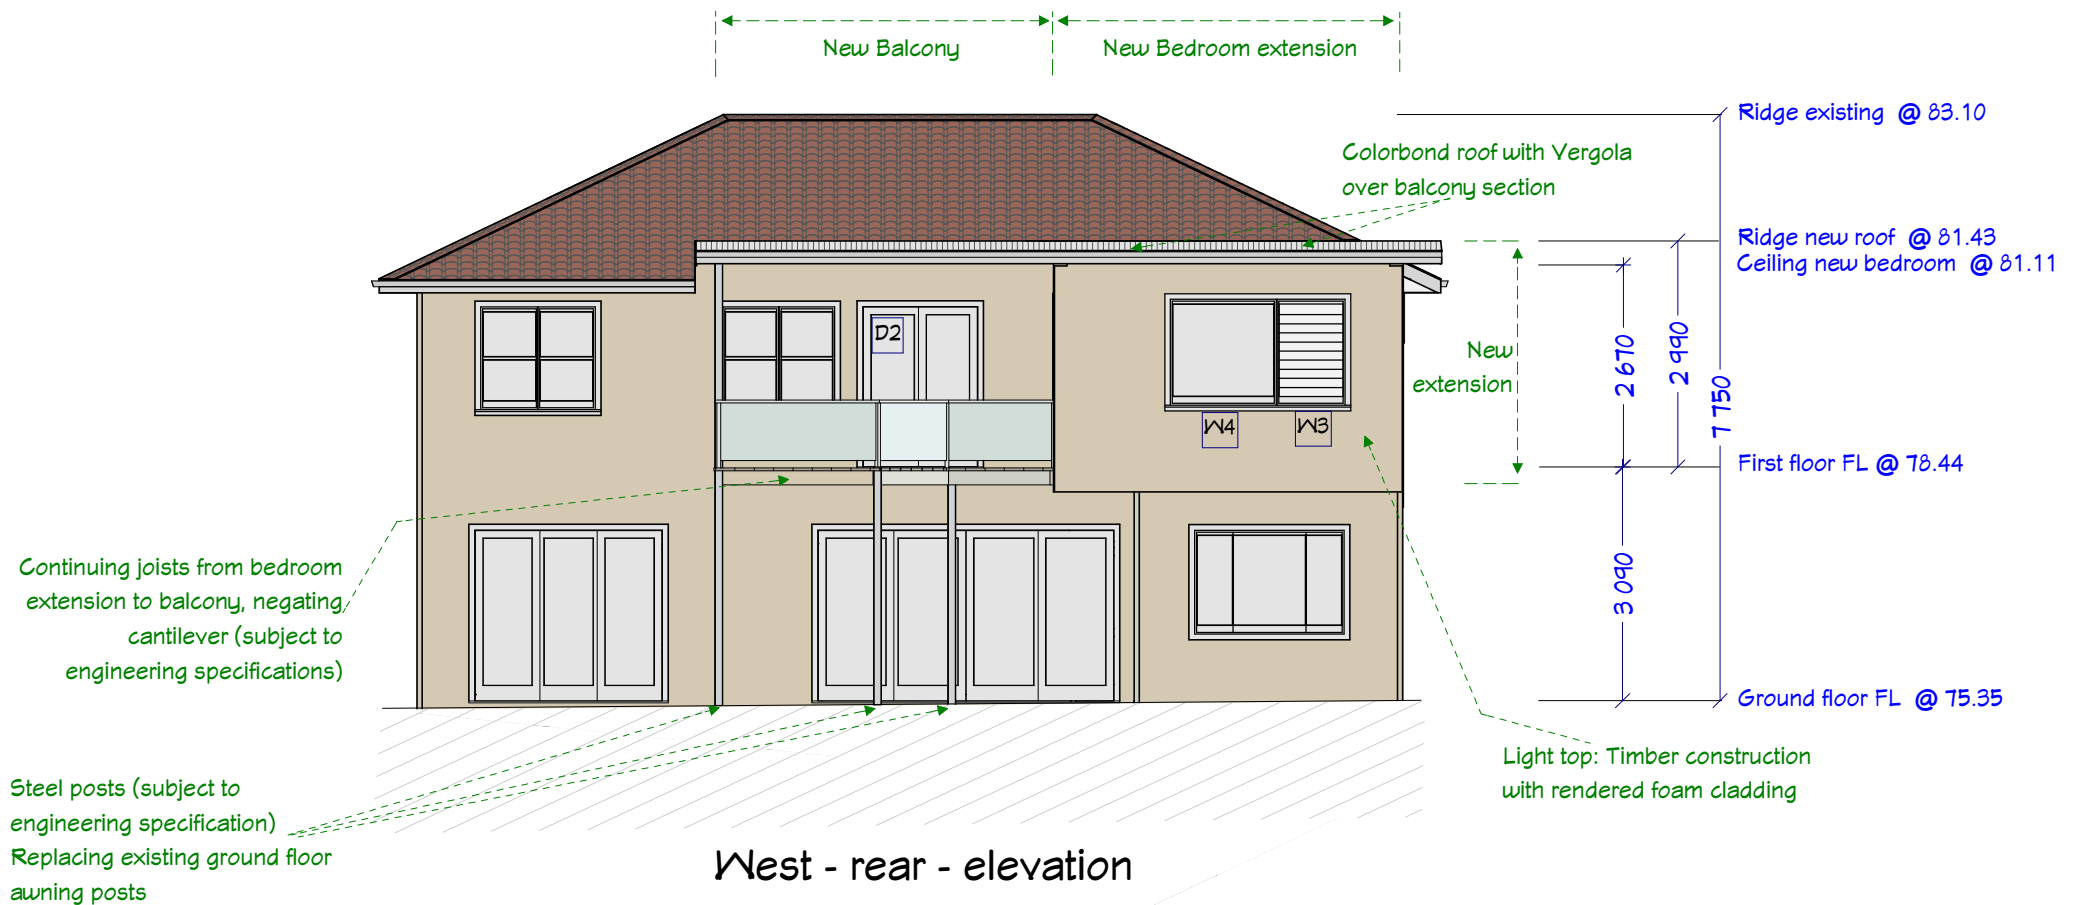 New Balcony
New Bedroom extension
Ridge existing @ 83.10
Colorbond roof with Vergola
over balcony section
Ridge new roof @ 81.43
Ceiling new bedroom @ 81.11
D2
New
extension
2 670
2 990
7 750
W4
W3
First floor FL @ 78.44
Continuing joists from bedroom
extension to balcony, negating
cantilever (subject to
engineering specifications)
3 090
Ground floor FL @ 75.35
Light top: Timber construction
with rendered foam cladding
Steel posts (subject to
engineering specification)
Replacing existing ground floor
awning posts
West - rear - elevation